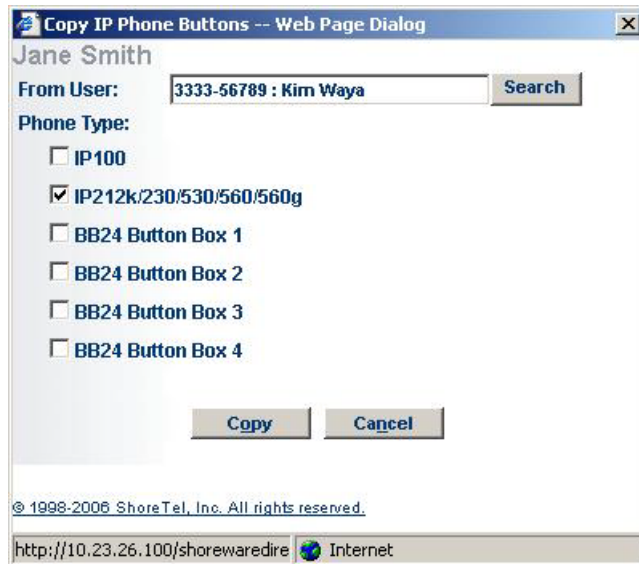 Copy IP Phone Buttons -- Web Page Dialog
Jane Smith
From User: 3333-56789 : Kim Waya Search
Phone Type:
IP100
IP212k/230/530/560/560g
BB24 Button Box 1
BB24 Button Box 2
BB24 Button Box 3
BB24 Button Box 4
Copy Cancel
© 1998-2006 ShoreTel, Inc. All rights reserved.
http://10.23.26.100/shorewaredire Internet